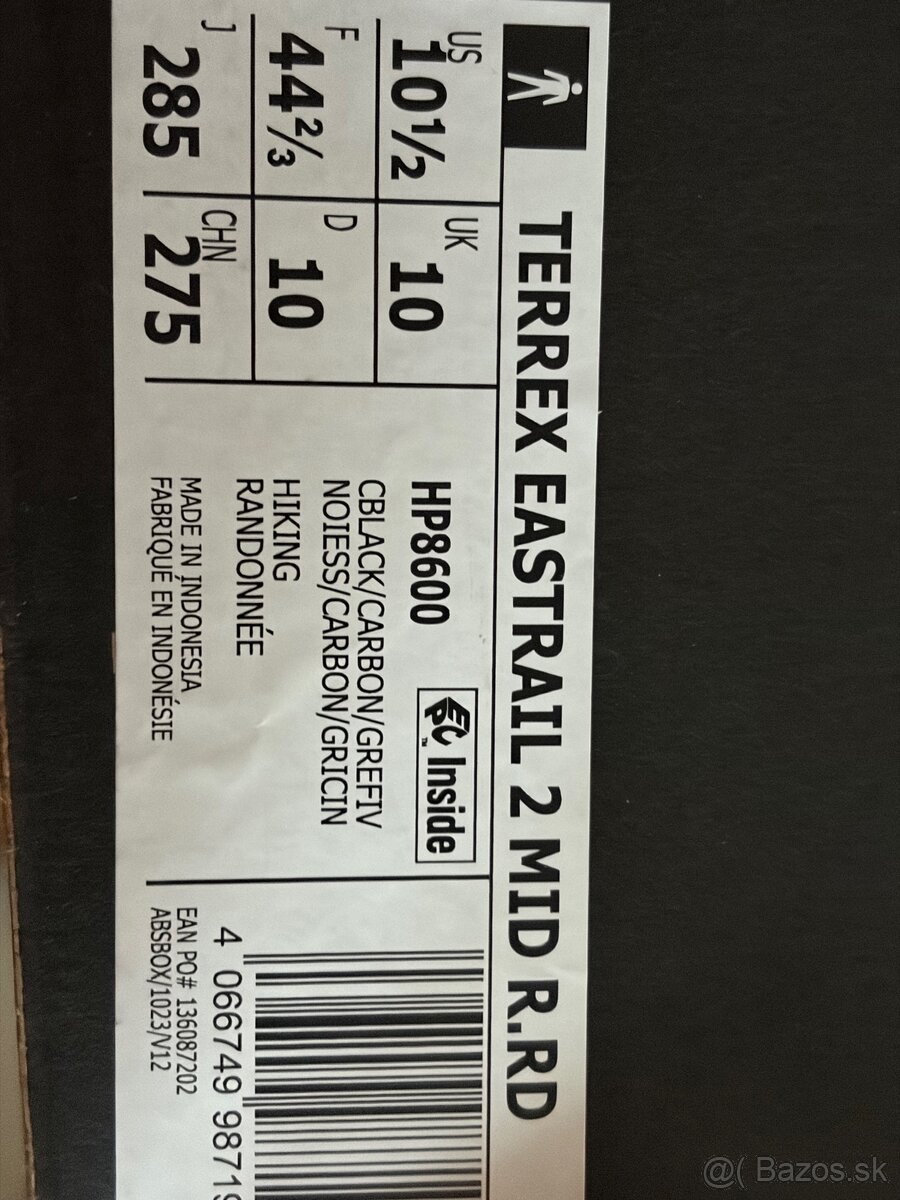 TERREX EASTRAIL 2 MID R.RD
US 10½
UK 10
F 44⅔
D 10
J 285
CHN 275
HP8600
EPC™ Inside
CBLACK/CARBON/GREFIV
NOIESS/CARBON/GRICIN
HIKING
RANDONNÉE
MADE IN INDONESIA
FABRIQUÉ EN INDONÉSIE
4 066749 9871
EAN PO# 136087202
ABSBOX/1023/V12
@( Bazos.sk